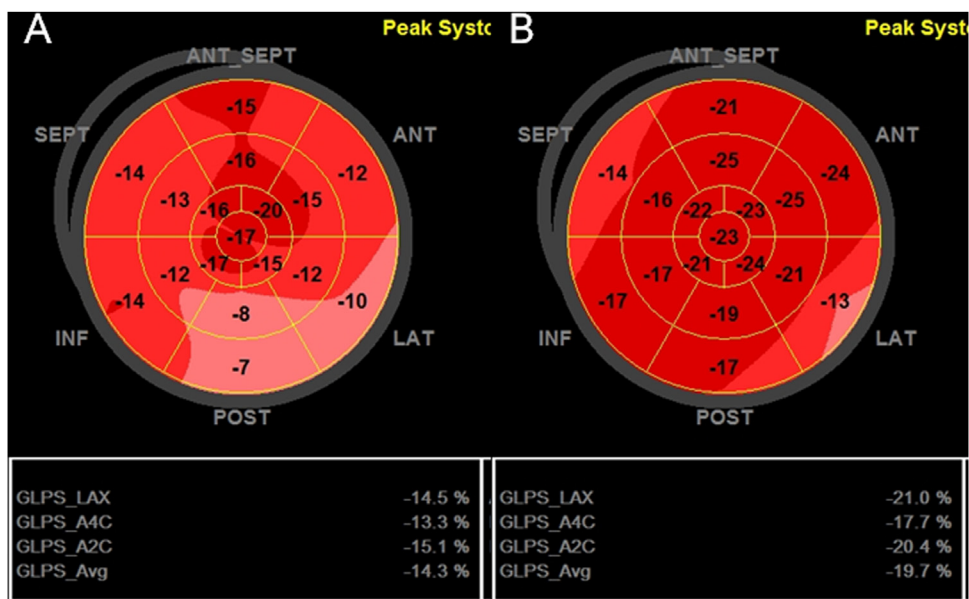 A
Peak Systo
ANT_SEPT
SEPT
ANT
-15
-14
-12
-16
-13
-15
-16
-20
-17
-17
-15
-12
-12
-14
-10
-8
INF
LAT
-7
POST
GLPS_LAX -14.5 %
GLPS_A4C -13.3 %
GLPS_A2C -15.1 %
GLPS_Avg -14.3 %
B
Peak Syst
ANT_SEPT
SEPT
ANT
-21
-14
-24
-25
-16
-25
-22
-23
-23
-21
-24
-17
-21
-17
-13
-19
INF
LAT
-17
POST
GLPS_LAX -21.0 %
GLPS_A4C -17.7 %
GLPS_A2C -20.4 %
GLPS_Avg -19.7 %